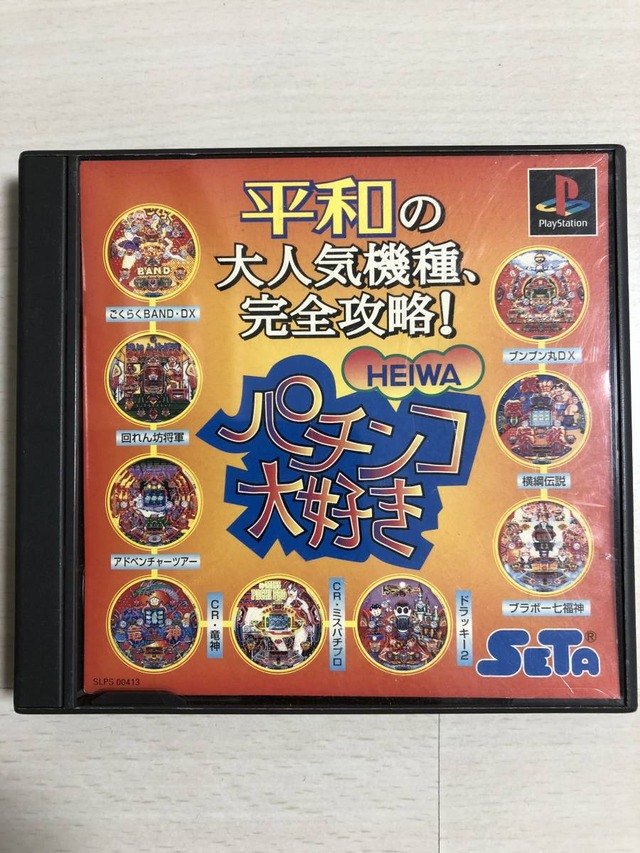 平和の
大人気機種、
完全攻略!
PlayStation
HEIWA
パチンコ
大好き
BAND
ごくらくBAND・DX
回れん坊将軍
アドベンチャーツアー
CR・竜神
CR・ミスパチプロ
ドラッキー2
ブンブン丸DX
横綱伝説
ブラボー七福神
SETA®
SLPS 00413